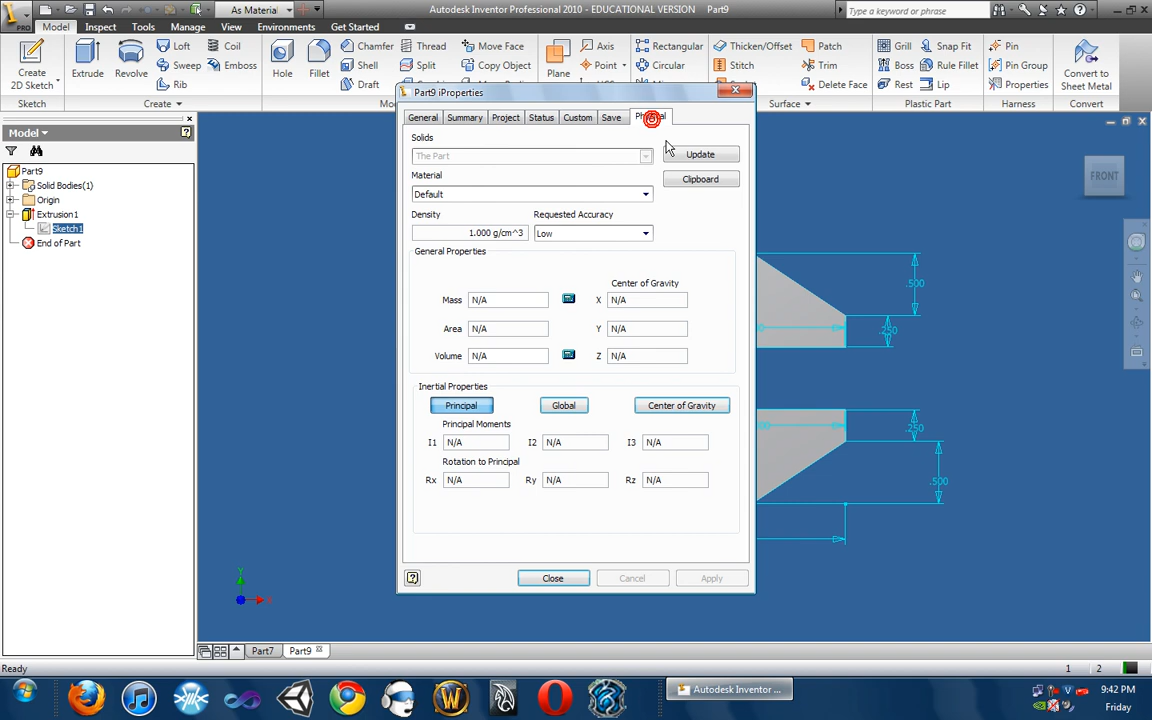 As Material
Autodesk Inventor Professional 2010 - EDUCATIONAL VERSION Part9
Type a keyword or phrase
PRO
Model Inspect Tools Manage View Environments Get Started
Create
2D Sketch
Sketch
Extrude
Revolve
Loft
Sweep
Rib
Coil
Emboss
Create
Hole
Fillet
Chamfer
Shell
Draft
Thread
Split
Move Face
Copy Object
Plane
Axis
Point
Rectangular
Circular
Thicken/Offset
Stitch
Patch
Trim
Delete Face
Surface
Grill
Boss
Rest
Snap Fit
Rule Fillet
Lip
Plastic Part
Pin
Pin Group
Properties
Harness
Convert to
Sheet Metal
Convert
Model
Part9
Solid Bodies(1)
Origin
Extrusion1
Sketch1
End of Part
Part9 iProperties
General Summary Project Status Custom Save
Solids
The Part
Update
Material
Clipboard
Default
Density
Requested Accuracy
1.000 g/cm^3
Low
General Properties
Center of Gravity
Mass N/A X N/A
Area N/A Y N/A
Volume N/A Z N/A
Inertial Properties
Principal Global Center of Gravity
Principal Moments
I1 N/A I2 N/A I3 N/A
Rotation to Principal
Rx N/A Ry N/A Rz N/A
Close Cancel Apply
FRONT
.500
.250
.250
.500
Y
X
Part7 Part9
Ready
1 2
Autodesk Inventor ...
9:42 PM
Friday